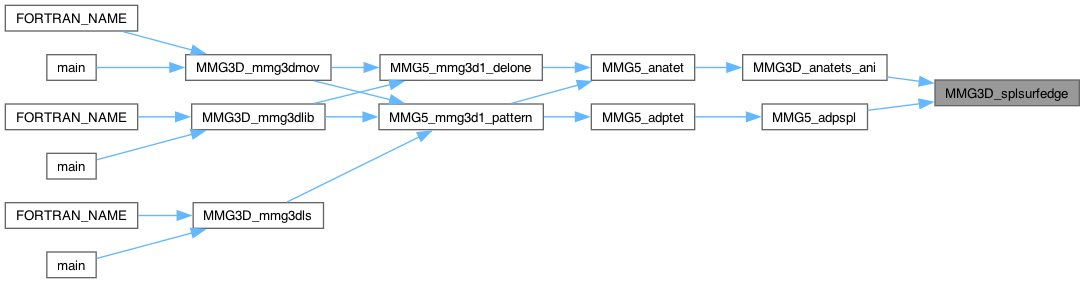 FORTRAN_NAME
main
MMG3D_mmg3dmov
MMG5_mmg3d1_delone
MMG5_anatet
MMG3D_anatets_ani
MMG3D_splsurfedge
FORTRAN_NAME
MMG3D_mmg3dlib
MMG5_mmg3d1_pattern
MMG5_adptet
MMG5_adpspl
main
FORTRAN_NAME
MMG3D_mmg3dls
main